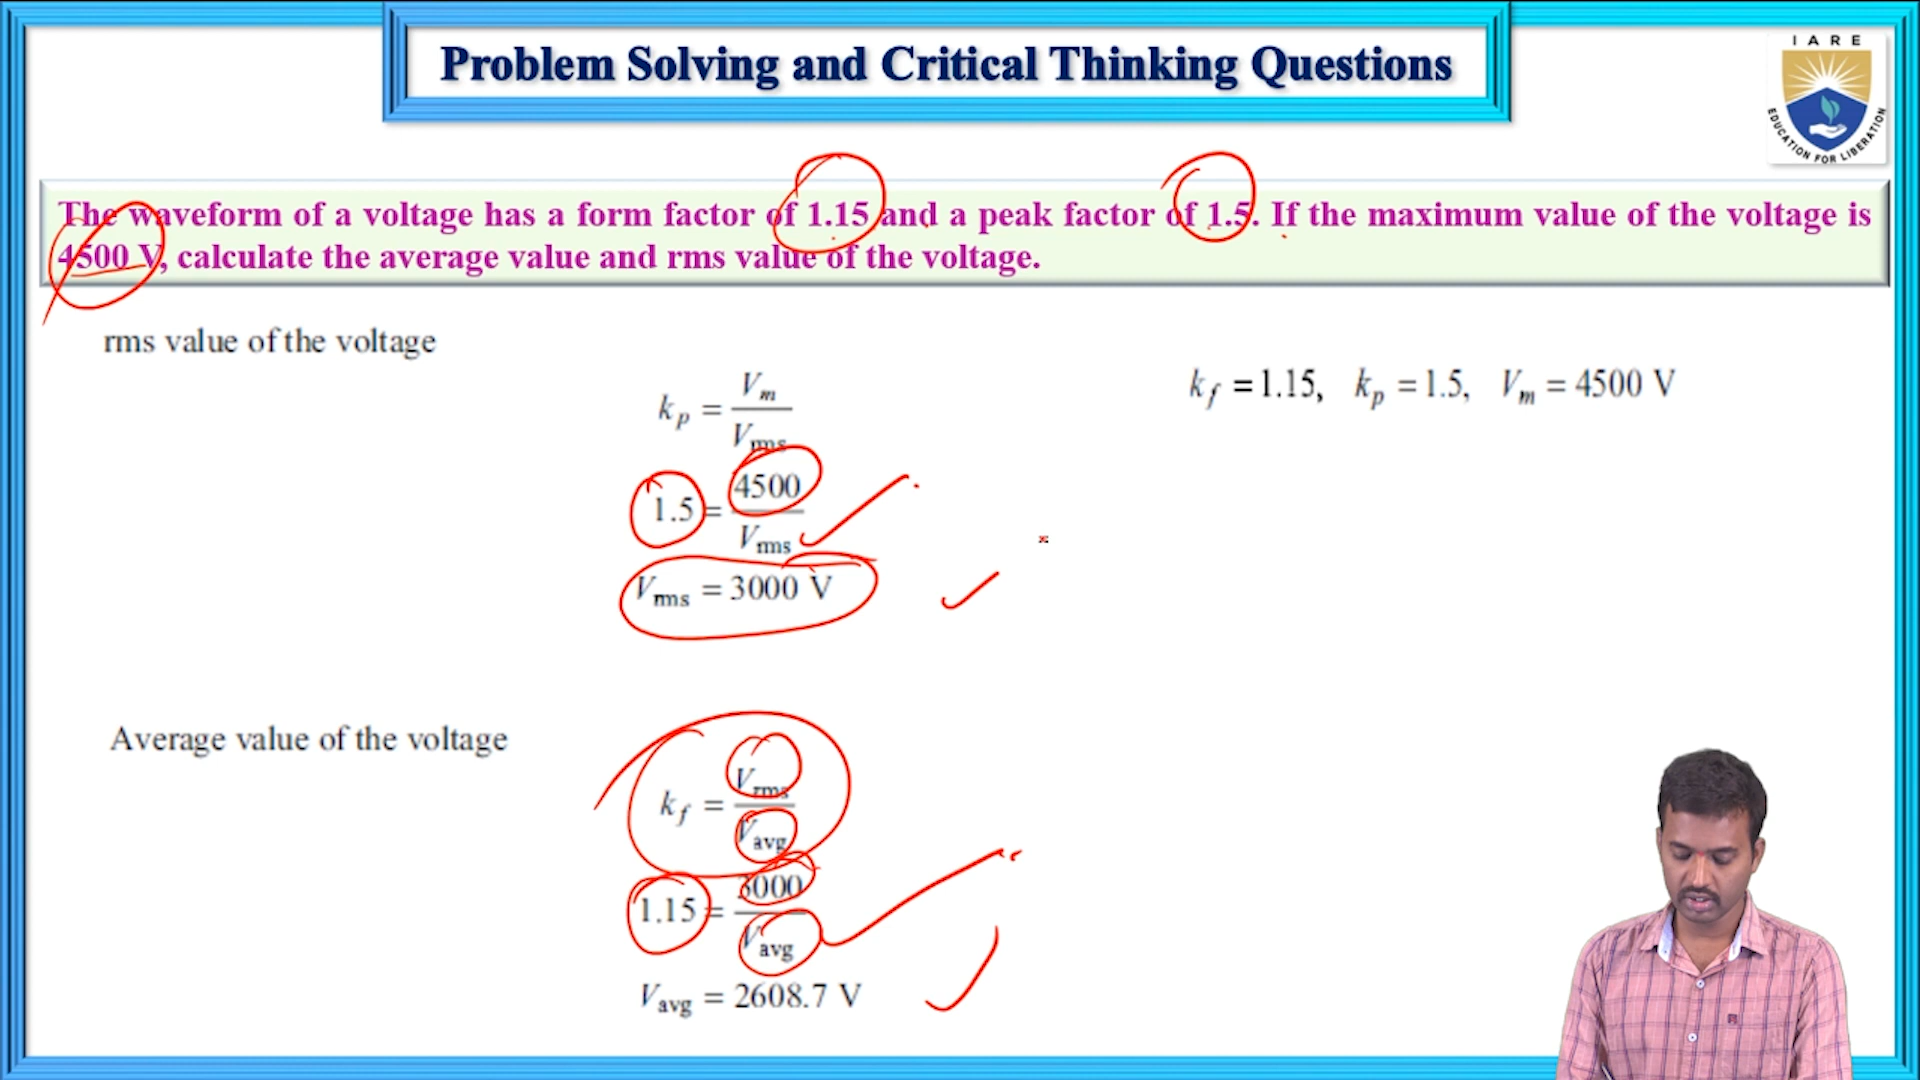 Problem Solving and Critical Thinking Questions
IARE
EDUCATION FOR LIBERATION
The waveform of a voltage has a form factor of 1.15 and a peak factor of 1.5. If the maximum value of the voltage is
4500 V, calculate the average value and rms value of the voltage.
rms value of the voltage
k_p = V_m / V_rms
k_f = 1.15, k_p = 1.5, V_m = 4500 V
1.5 = 4500 / V_rms
V_rms = 3000 V
Average value of the voltage
k_f = V_rms / V_avg
1.15 = 3000 / V_avg
V_avg = 2608.7 V